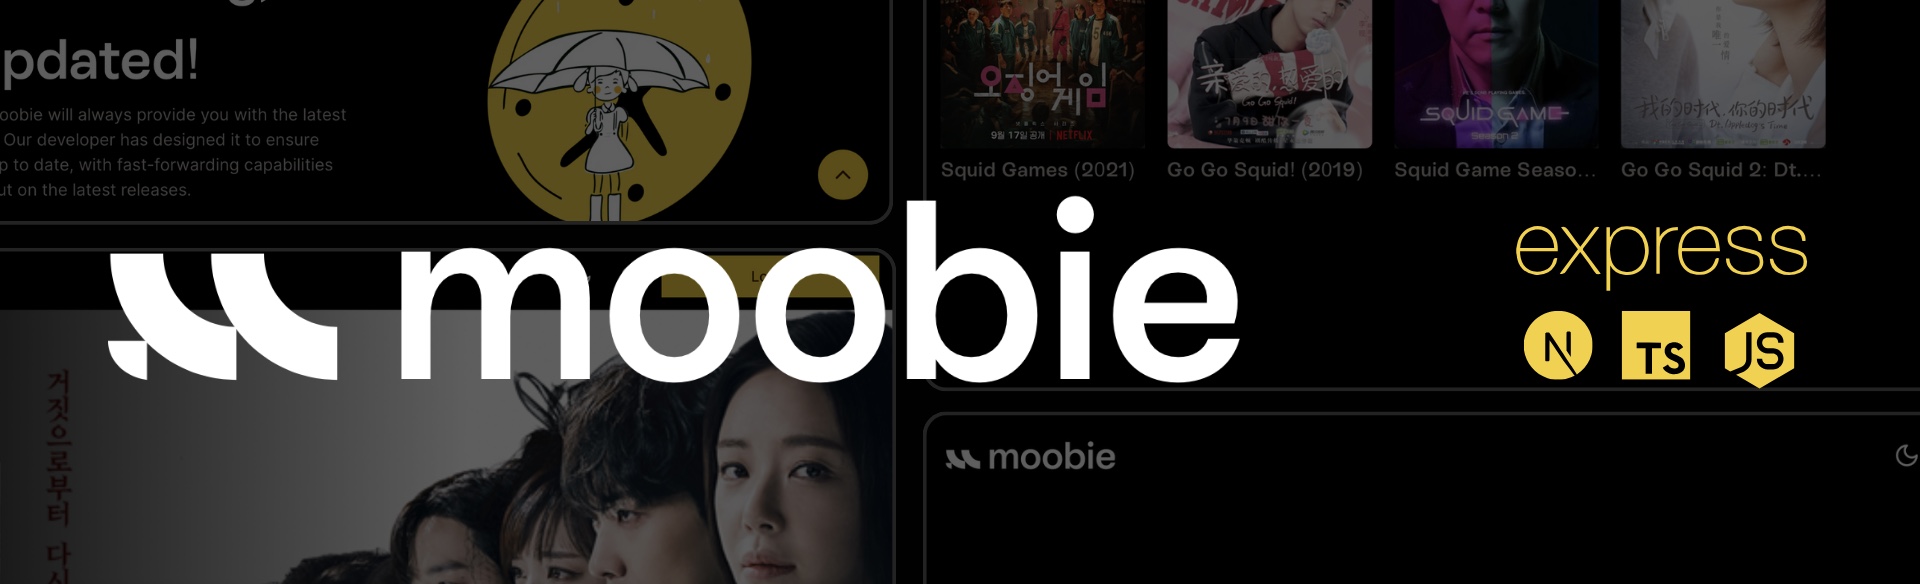 pdated!
oobie will always provide you with the latest
Our developer has designed it to ensure
p to date, with fast-forwarding capabilities
ut on the latest releases.
오징어
게임
9월 17일 공개 | NETFLIX
Squid Games (2021)
亲爱的,热爱的
Go Go Squid!
Go Go Squid! (2019)
SQUID GAME
Season 2
Squid Game Seaso...
我的时代,你的时代
Go Go Squid 2: Dt....
moobie
express
N
TS
JS
거짓으로부터 다시
moobie